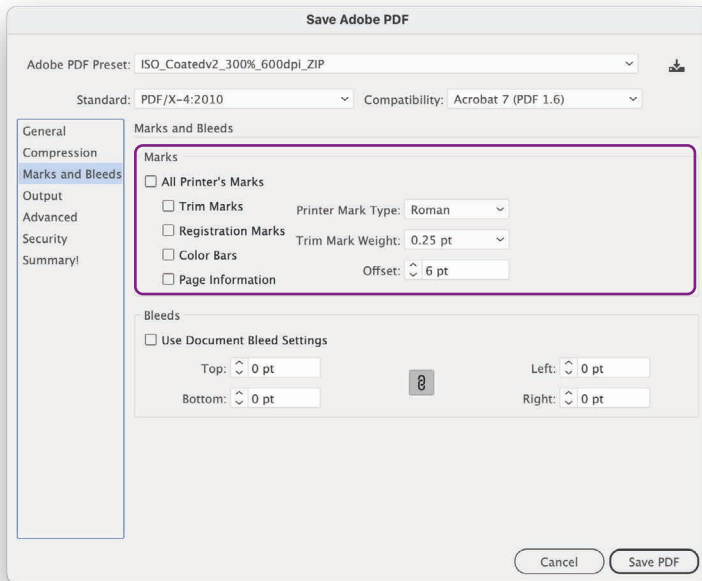 Save Adobe PDF
Adobe PDF Preset: ISO_Coatedv2_300%_600dpi_ZIP
Standard: PDF/X-4:2010 Compatibility: Acrobat 7 (PDF 1.6)
General
Compression
Marks and Bleeds
Output
Advanced
Security
Summary!
Marks and Bleeds
Marks
All Printer's Marks
Trim Marks
Registration Marks
Color Bars
Page Information
Printer Mark Type: Roman
Trim Mark Weight: 0.25 pt
Offset: 6 pt
Bleeds
Use Document Bleed Settings
Top: 0 pt Left: 0 pt
Bottom: 0 pt Right: 0 pt
Cancel Save PDF